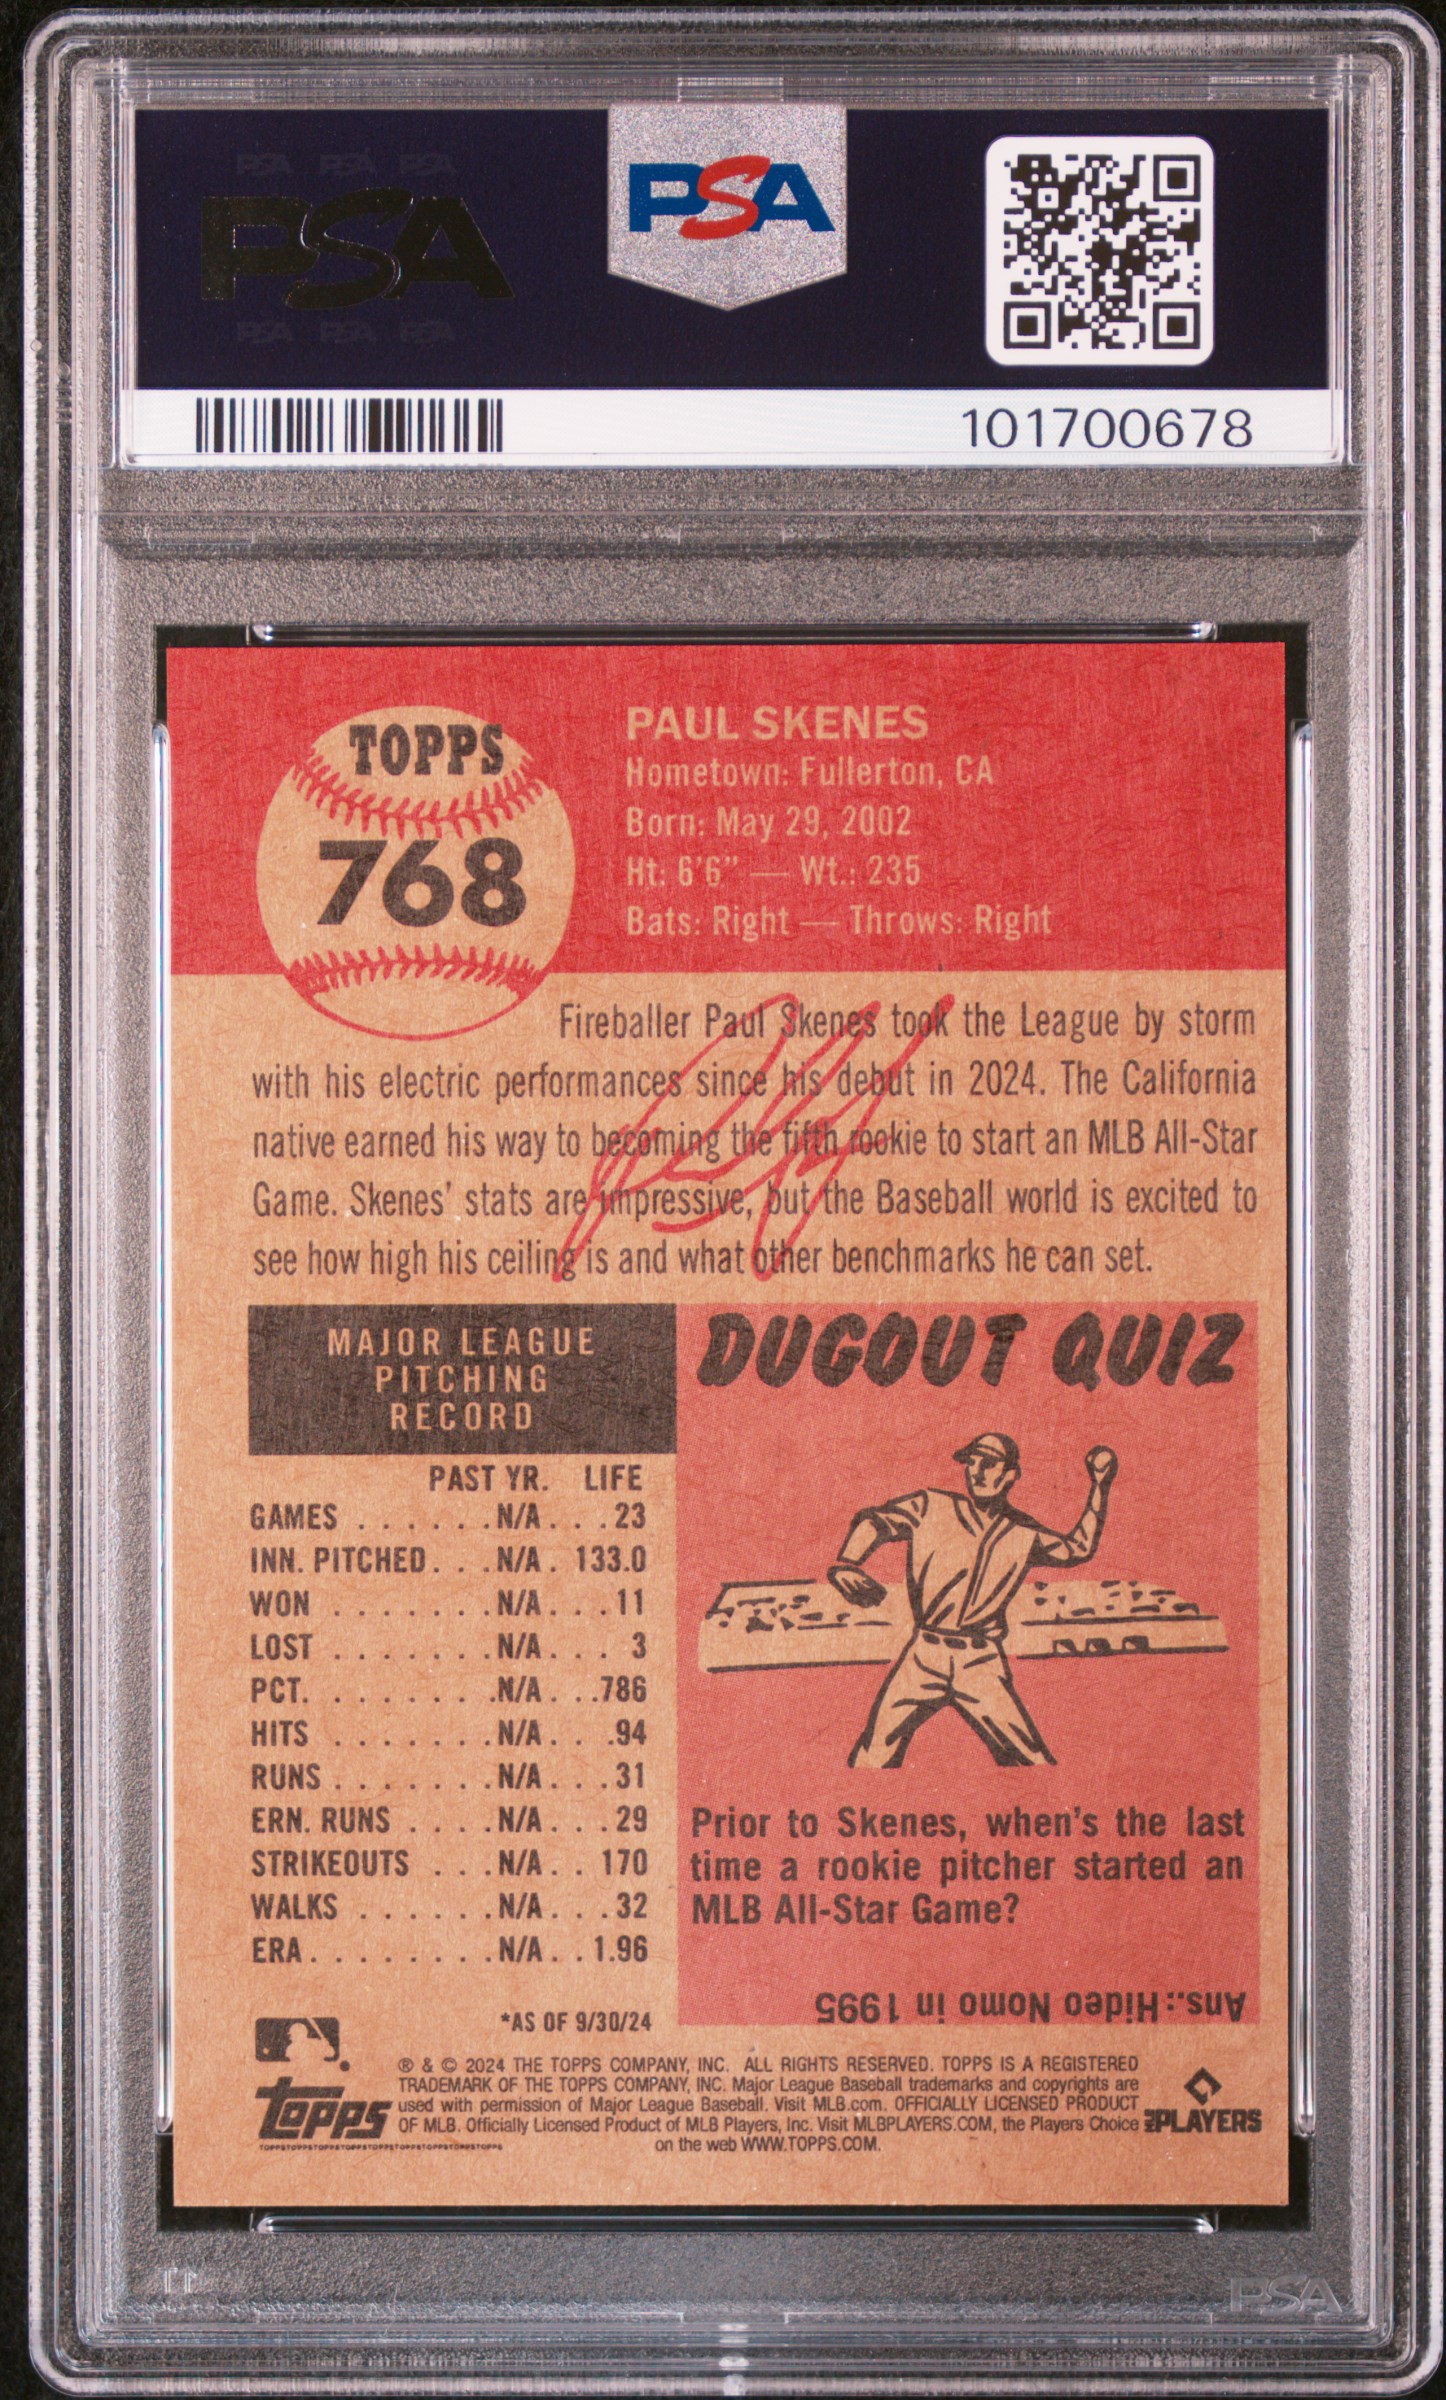 PSA PSA PSA
PSA
PSA PSA PSA
PSA
101700678
TOPPS
768
PAUL SKENES
Hometown: Fullerton, CA
Born: May 29, 2002
Ht: 6'6” — Wt.: 235
Bats: Right — Throws: Right
Fireballer Paul Skenes took the League by storm
with his electric performances since his debut in 2024. The California
native earned his way to becoming the fifth rookie to start an MLB All-Star
Game. Skenes’ stats are impressive, but the Baseball world is excited to
see how high his ceiling is and what other benchmarks he can set.
MAJOR LEAGUE
PITCHING
RECORD
PAST YR. LIFE
GAMES . . . . . . N/A . . . 23
INN. PITCHED . . . N/A . 133.0
WON . . . . . . . N/A . . . 11
LOST . . . . . . . N/A . . . 3
PCT. . . . . . . . N/A . . .786
HITS . . . . . . . N/A . . . 94
RUNS . . . . . . . N/A . . . 31
ERN. RUNS . . . . N/A . . . 29
STRIKEOUTS . . . N/A . . 170
WALKS . . . . . . N/A . . . 32
ERA . . . . . . . . N/A . . 1.96
*AS OF 9/30/24
DUGOUT QUIZ
Prior to Skenes, when's the last
time a rookie pitcher started an
MLB All-Star Game?
Ans.: Hideo Nomo in 1995
® & © 2024 THE TOPPS COMPANY, INC. ALL RIGHTS RESERVED. TOPPS IS A REGISTERED
TRADEMARK OF THE TOPPS COMPANY, INC. Major League Baseball trademarks and copyrights are
used with permission of Major League Baseball. Visit MLB.com. OFFICIALLY LICENSED PRODUCT
OF MLB. Officially Licensed Product of MLB Players, Inc. Visit MLBPLAYERS.COM, the Players Choice
on the web WWW.TOPPS.COM.
topps
TOPPSTOPPSTOPPSTOPPSTOPPSTOPPSTOPPSTOPPS
PLAYERS
PSA